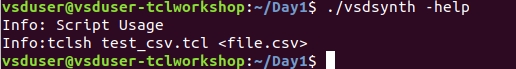 vsduser@vsduser-tclworkshop:~/Day1$ ./vsdsynth -help
Info: Script Usage
Info:tclsh test_csv.tcl <file.csv>
vsduser@vsduser-tclworkshop:~/Day1$